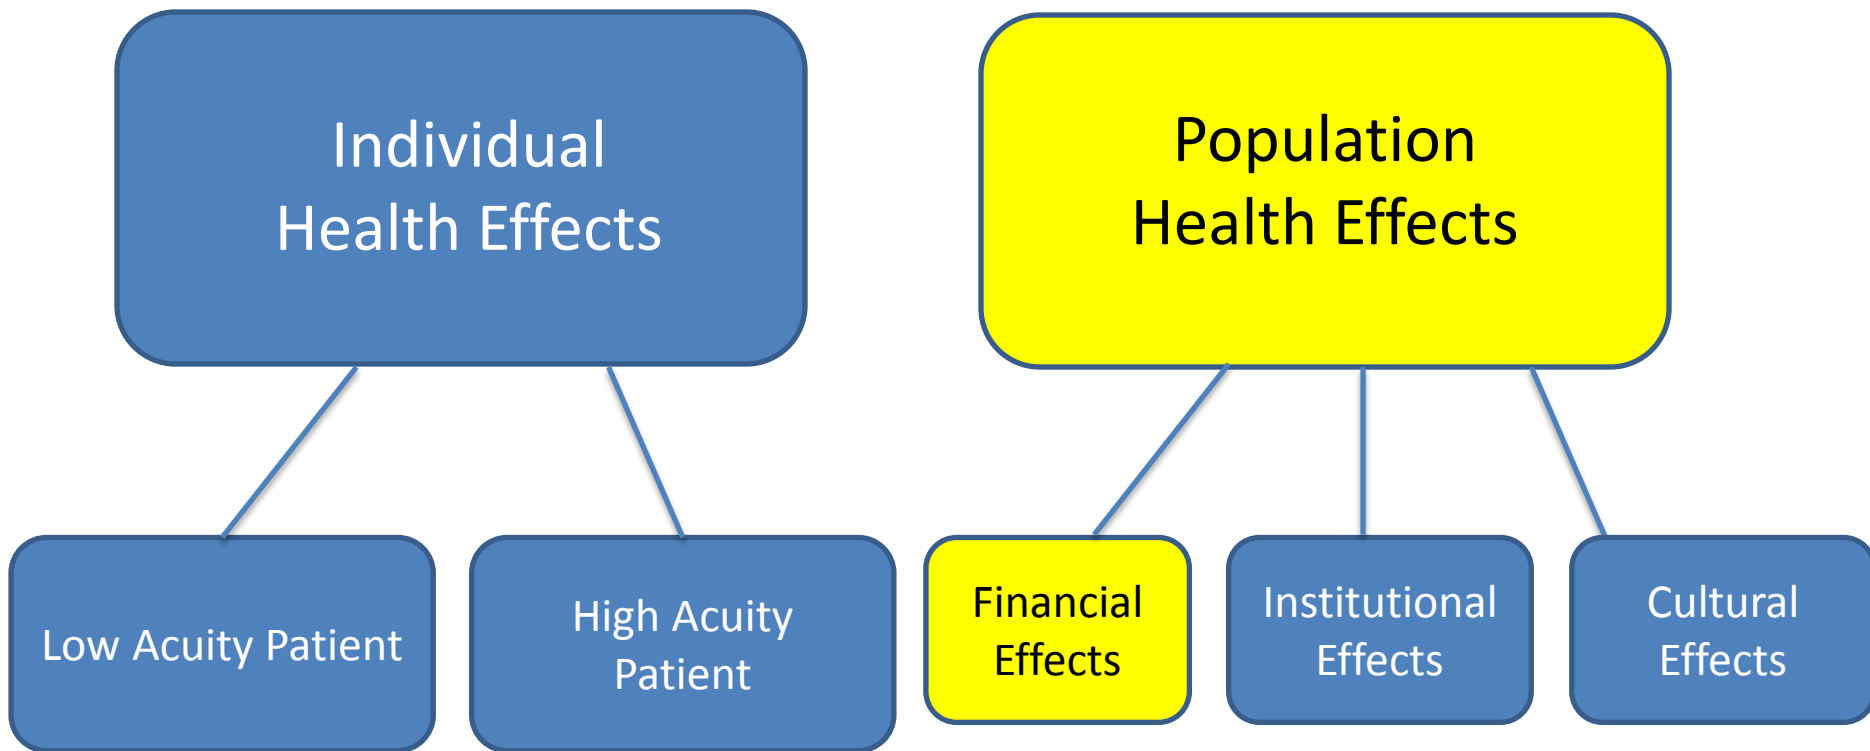 Individual
Health Effects
Population
Health Effects
Low Acuity Patient
High Acuity
Patient
Financial
Effects
Institutional
Effects
Cultural
Effects